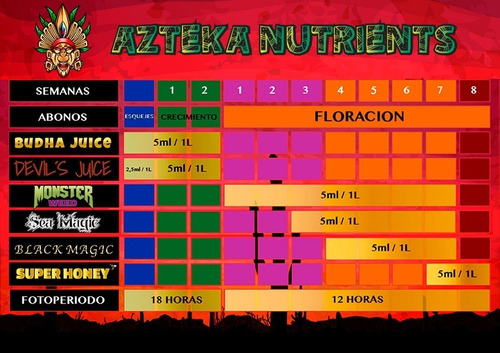 AZTEKA NUTRIENTS
SEMANAS 1 2 1 2 3 4 5 6 7 8
ABONOS ESQUEJES CRECIMIENTO FLORACION
BUDHA JUICE 5ml / 1L
DEVIL'S JUICE 2,5ml / 1L 5ml / 1L
MONSTER WEED 5ml / 1L
Sea Magic 5ml / 1L
BLACK MAGIC 5ml / 1L
SUPER HONEY 5ml / 1L
FOTOPERIODO 18 HORAS 12 HORAS